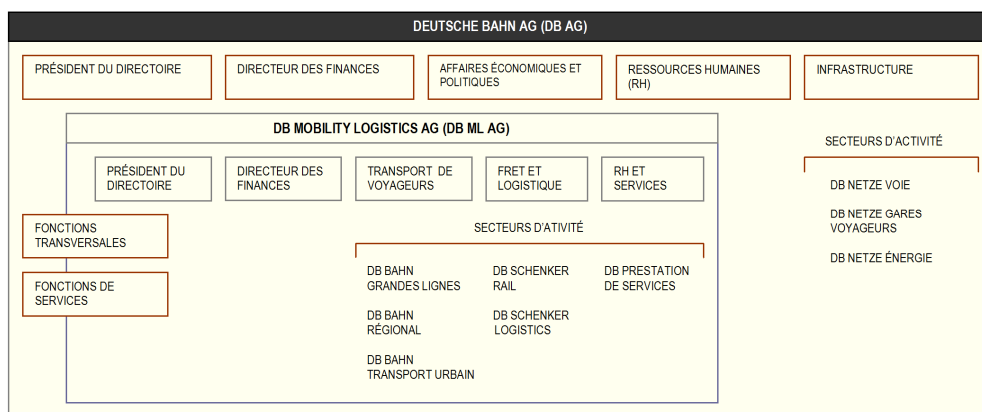 DEUTSCHE BAHN AG (DB AG)
PRÉSIDENT DU DIRECTOIRE
DIRECTEUR DES FINANCES
AFFAIRES ÉCONOMIQUES ET
POLITIQUES
RESSOURCES HUMAINES
(RH)
INFRASTRUCTURE
DB MOBILITY LOGISTICS AG (DB ML AG)
PRÉSIDENT DU
DIRECTOIRE
DIRECTEUR DES
FINANCES
TRANSPORT DE
VOYAGEURS
FRET ET
LOGISTIQUE
RH ET
SERVICES
FONCTIONS
TRANSVERSALES
FONCTIONS DE
SERVICES
SECTEURS D'ATIVITÉ
DB BAHN
GRANDES LIGNES
DB BAHN
RÉGIONAL
DB BAHN
TRANSPORT URBAIN
DB SCHENKER
RAIL
DB SCHENKER
LOGISTICS
DB PRESTATION
DE SERVICES
SECTEURS D'ACTIVITÉ
DB NETZE VOIE
DB NETZE GARES
VOYAGEURS
DB NETZE ÉNERGIE